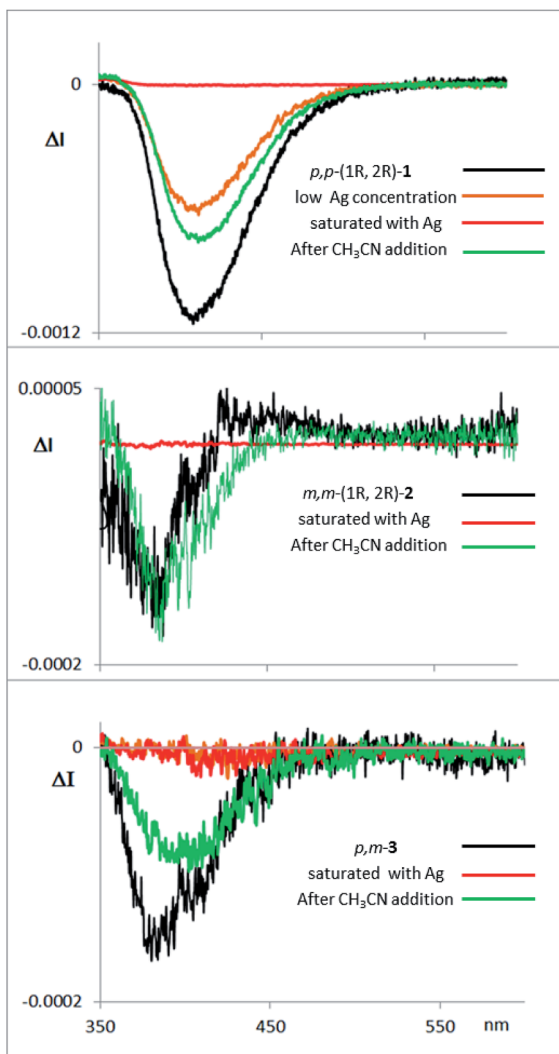 0
ΔI
p,p-(1R, 2R)-1
low Ag concentration
saturated with Ag
After CH₃CN addition
-0.0012
0.00005
ΔI
m,m-(1R, 2R)-2
saturated with Ag
After CH₃CN addition
-0.0002
0
ΔI
p,m-3
saturated with Ag
After CH₃CN addition
-0.0002
350 450 550 nm